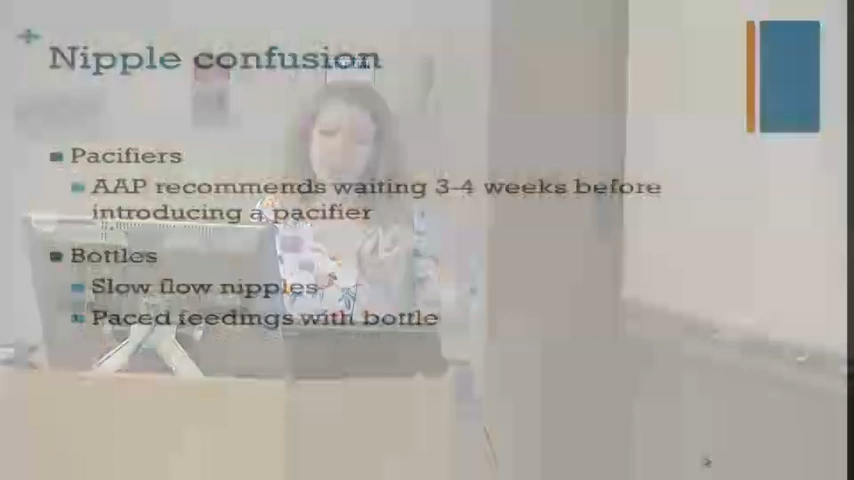 Nipple confusion
Pacifiers
AAP recommends waiting 3-4 weeks before
introducing a pacifier
Bottles
Slow flow nipples
Paced feedings with bottle